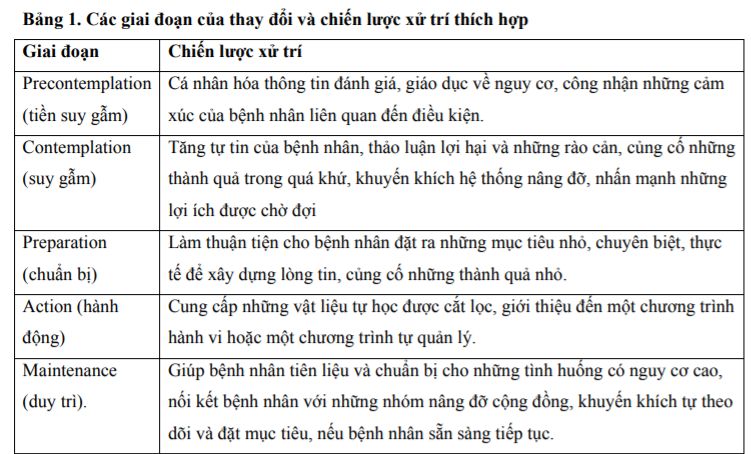 Bảng 1. Các giai đoạn của thay đổi và chiến lược xử trí thích hợp
Giai đoạn
Chiến lược xử trí
Precontemplation
(tiền suy gẫm)
Cá nhân hóa thông tin đánh giá, giáo dục về nguy cơ, công nhận những cảm
xúc của bệnh nhân liên quan đến điều kiện.
Contemplation
(suy gẫm)
Tăng tự tin của bệnh nhân, thảo luận lợi hại và những rào cản, củng cố những
thành quả trong quá khứ, khuyến khích hệ thống nâng đỡ, nhấn mạnh những
lợi ích được chờ đợi
Preparation
(chuẩn bị)
Làm thuận tiện cho bệnh nhân đặt ra những mục tiêu nhỏ, chuyên biệt, thực
tế để xây dựng lòng tin, củng cố những thành quả nhỏ.
Action (hành
động)
Cung cấp những vật liệu tự học được cắt lọc, giới thiệu đến một chương trình
hành vi hoặc một chương trình tự quản lý.
Maintenance
(duy trì).
Giúp bệnh nhân tiên liệu và chuẩn bị cho những tình huống có nguy cơ cao,
nối kết bệnh nhân với những nhóm nâng đỡ cộng đồng, khuyến khích tự theo
dõi và đặt mục tiêu, nếu bệnh nhân sẵn sàng tiếp tục.